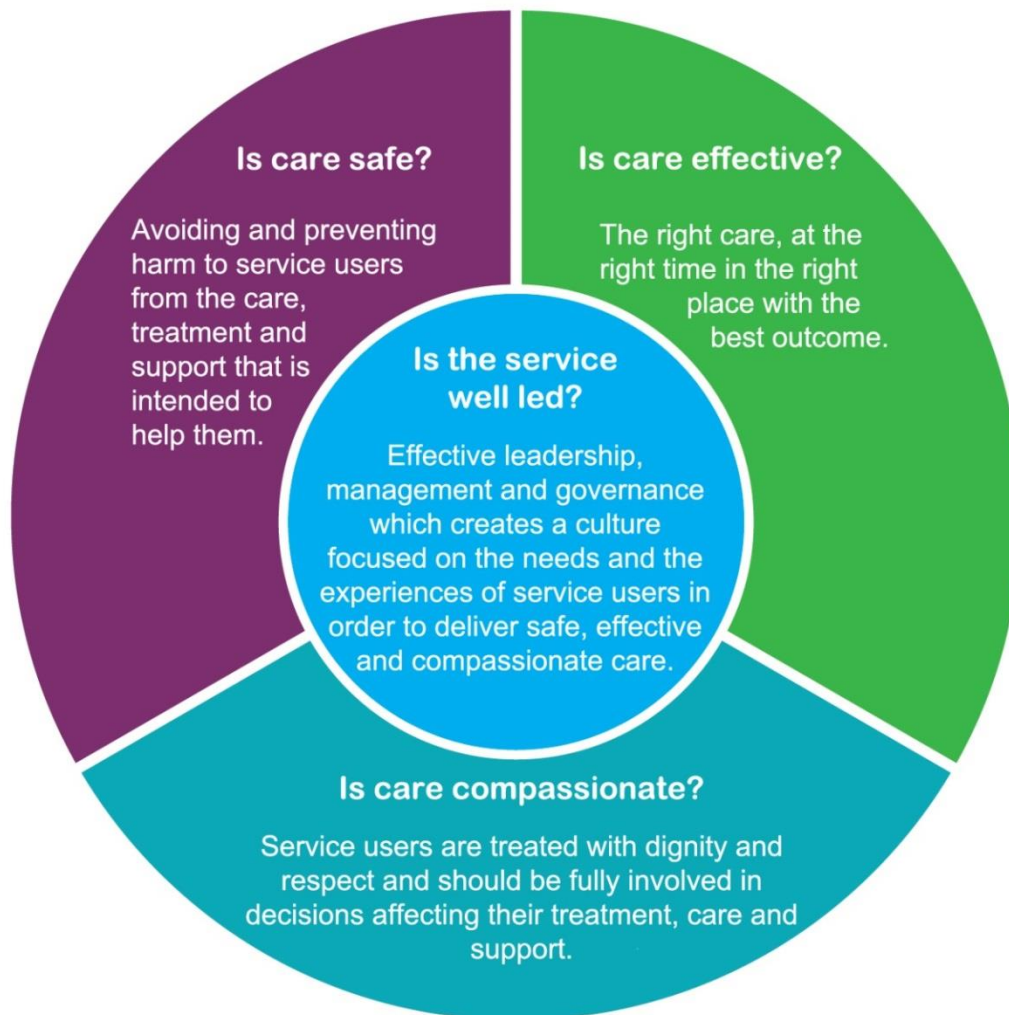 Is care safe?
Avoiding and preventing
harm to service users
from the care,
treatment and
support that is
intended to
help them.
Is care effective?
The right care, at the
right time in the right
place with the
best outcome.
Is the service
well led?
Effective leadership,
management and governance
which creates a culture
focused on the needs and the
experiences of service users in
order to deliver safe, effective
and compassionate care.
Is care compassionate?
Service users are treated with dignity and
respect and should be fully involved in
decisions affecting their treatment, care and
support.